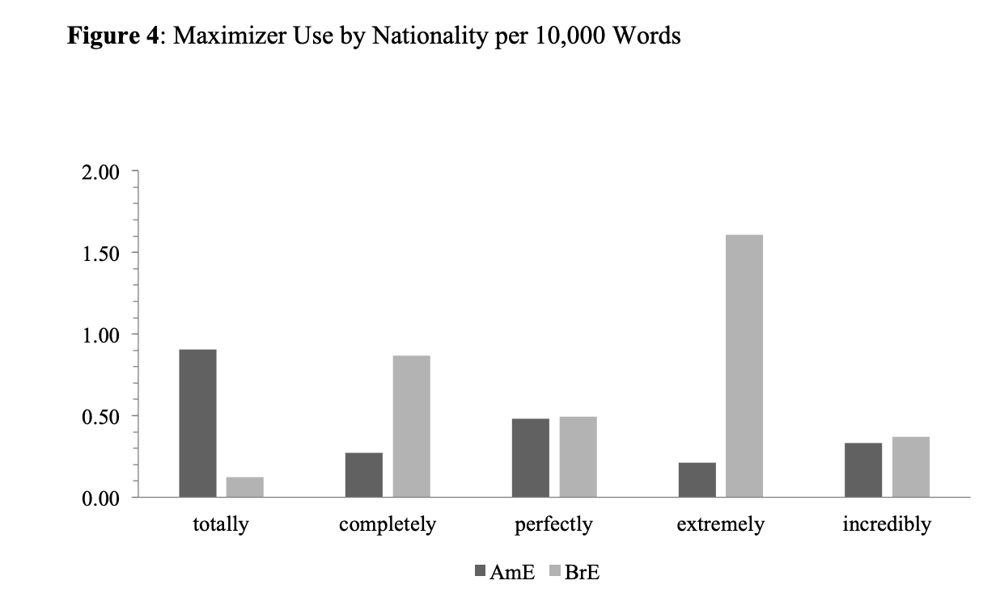 Figure 4: Maximizer Use by Nationality per 10,000 Words
2.00
1.50
1.00
0.50
0.00
totally completely perfectly extremely incredibly
AmE BrE